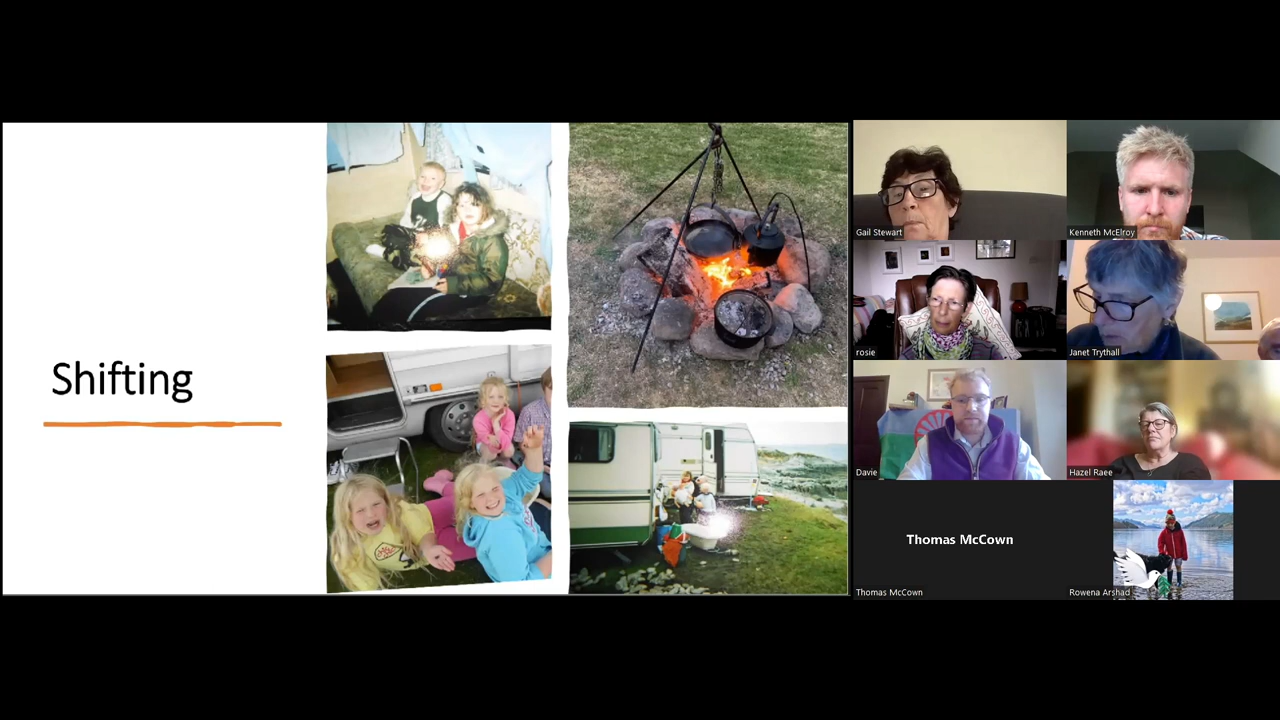 Shifting
Gail Stewart
Kenneth McElroy
rosie
Janet Trythall
Davie
Hazel Raee
Thomas McCown
Thomas McCown
Rowena Arshad